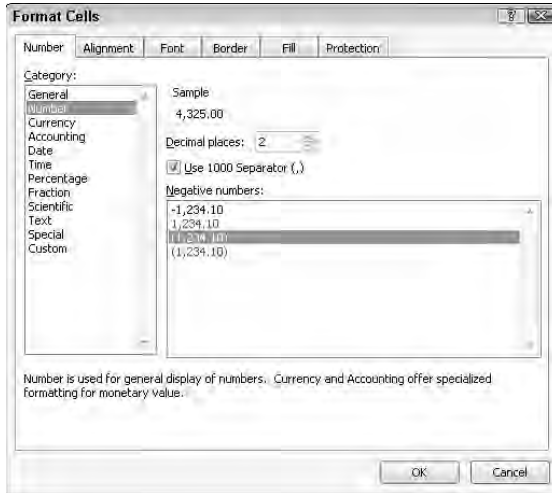 Format Cells
Number Alignment Font Border Fill Protection
Category:
General
Number
Currency
Accounting
Date
Time
Percentage
Fraction
Scientific
Text
Special
Custom
Sample
4,325.00
Decimal places: 2
Use 1000 Separator (,)
Negative numbers:
-1,234.10
1,234.10
(1,234.10)
(1,234.10)
Number is used for general display of numbers. Currency and Accounting offer specialized
formatting for monetary value.
OK Cancel